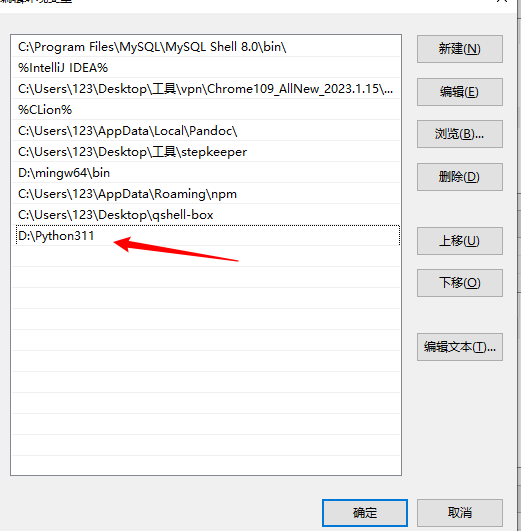 C:\Program Files\MySQL\MySQL Shell 8.0\bin\
%IntelliJ IDEA%
C:\Users\123\Desktop\工具\vpn\Chrome109_AllNew_2023.1.15\...
%CLion%
C:\Users\123\AppData\Local\Pandoc\
C:\Users\123\Desktop\工具\stepkeeper
D:\mingw64\bin
C:\Users\123\AppData\Roaming\npm
C:\Users\123\Desktop\qshell-box
D:\Python311
新建(N)
编辑(E)
浏览(B)...
删除(D)
上移(U)
下移(O)
编辑文本(T)...
确定
取消